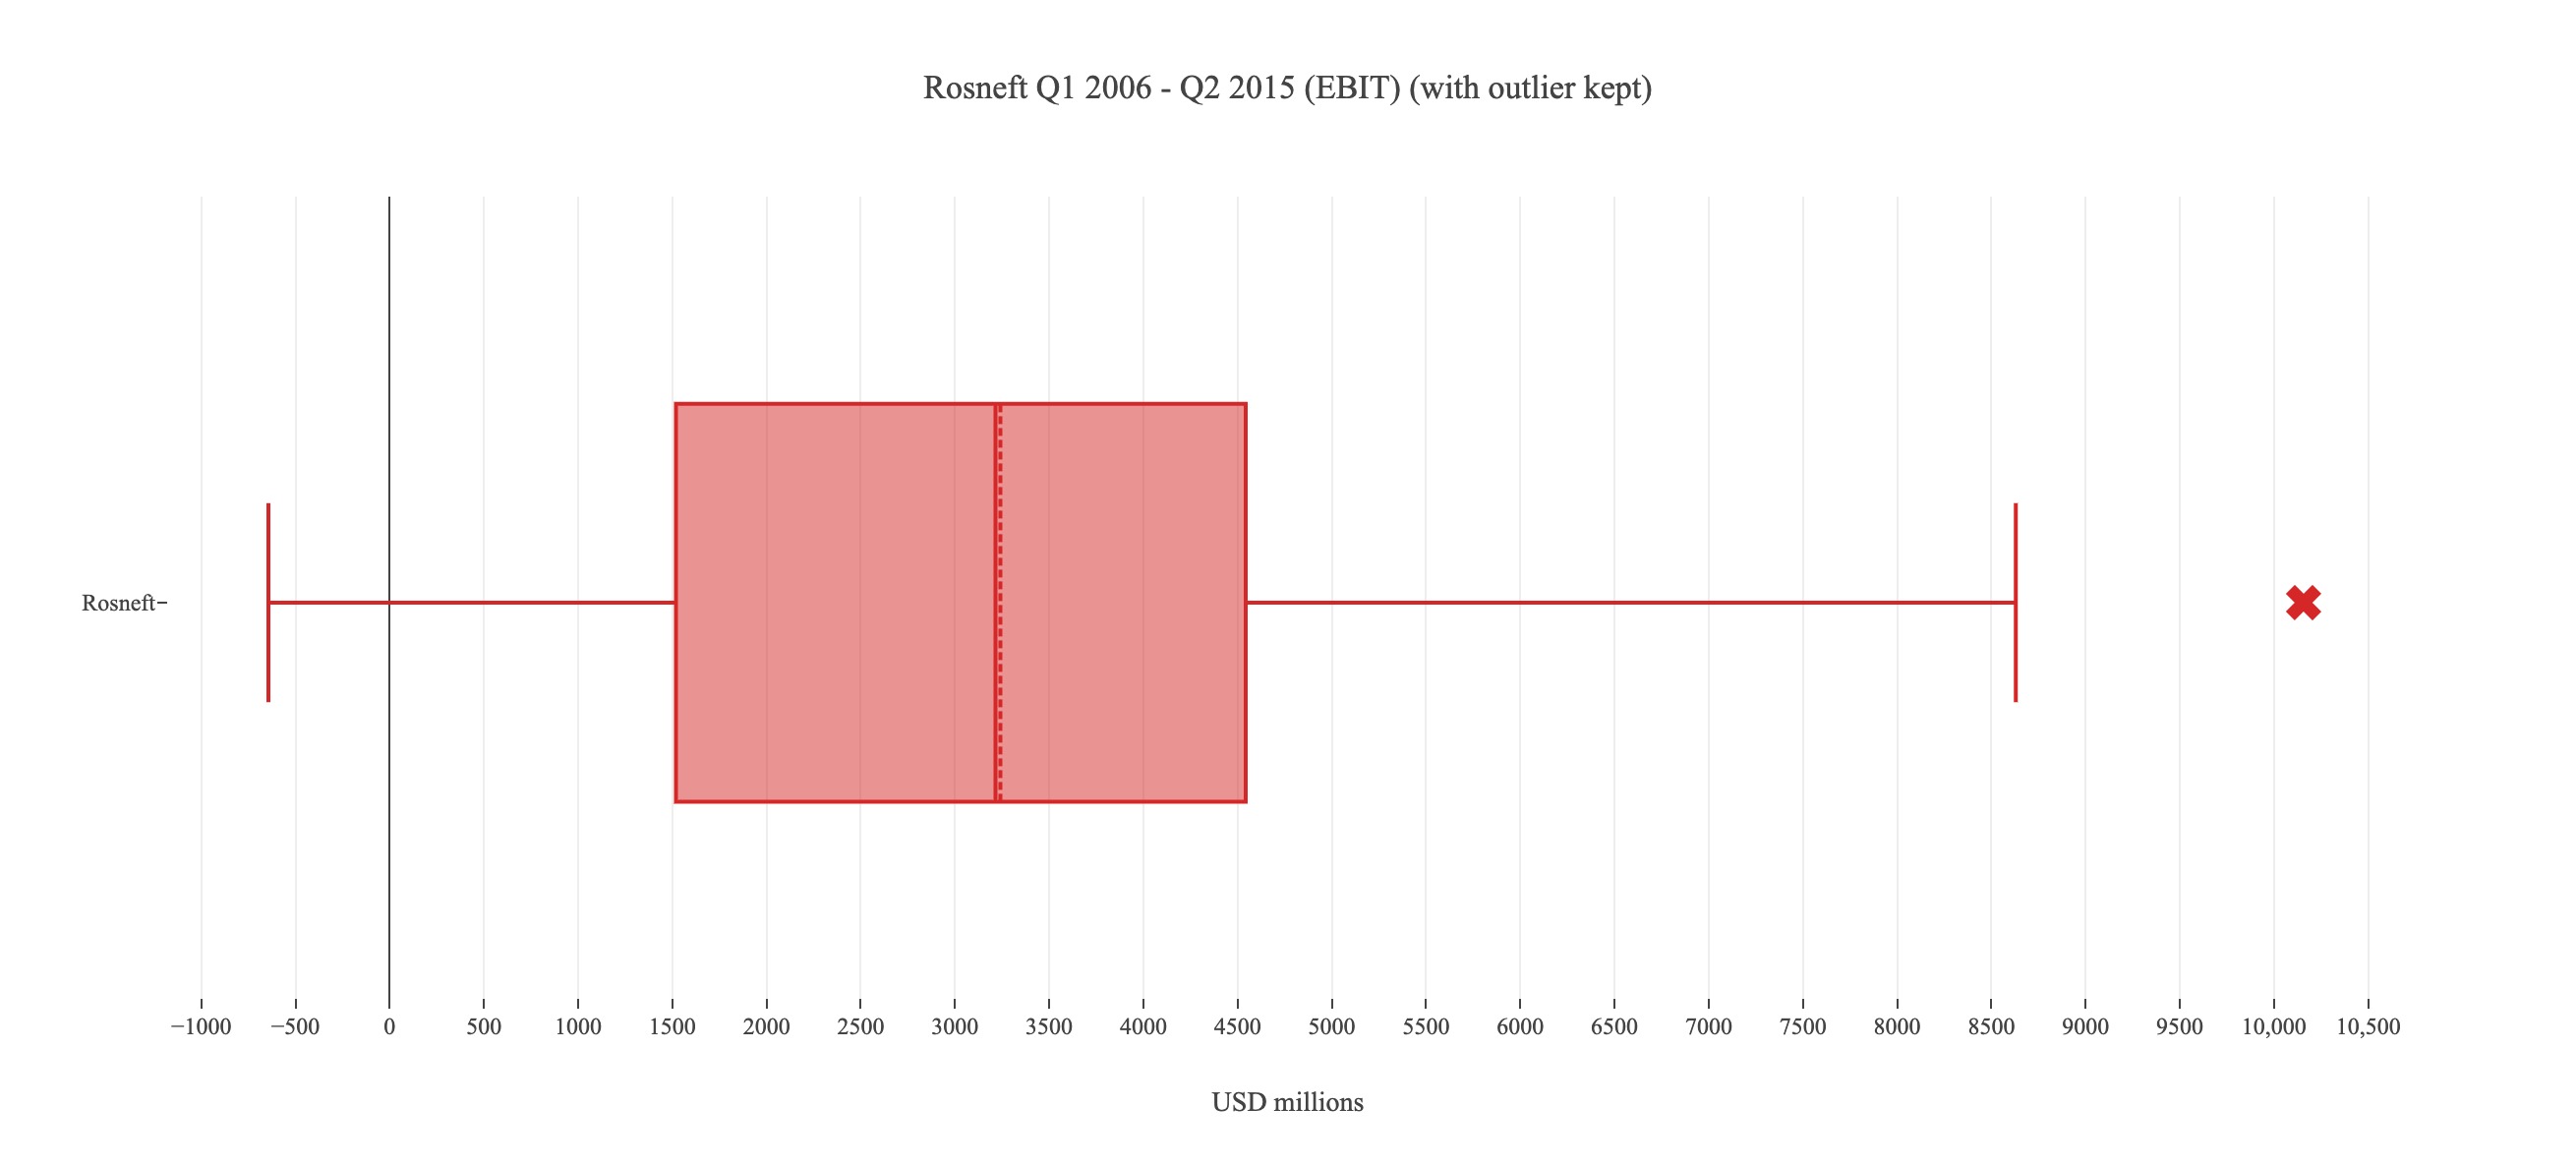 Rosneft Q1 2006 - Q2 2015 (EBIT) (with outlier kept)
Rosneft
−1000 −500 0 500 1000 1500 2000 2500 3000 3500 4000 4500 5000 5500 6000 6500 7000 7500 8000 8500 9000 9500 10,000 10,500
USD millions